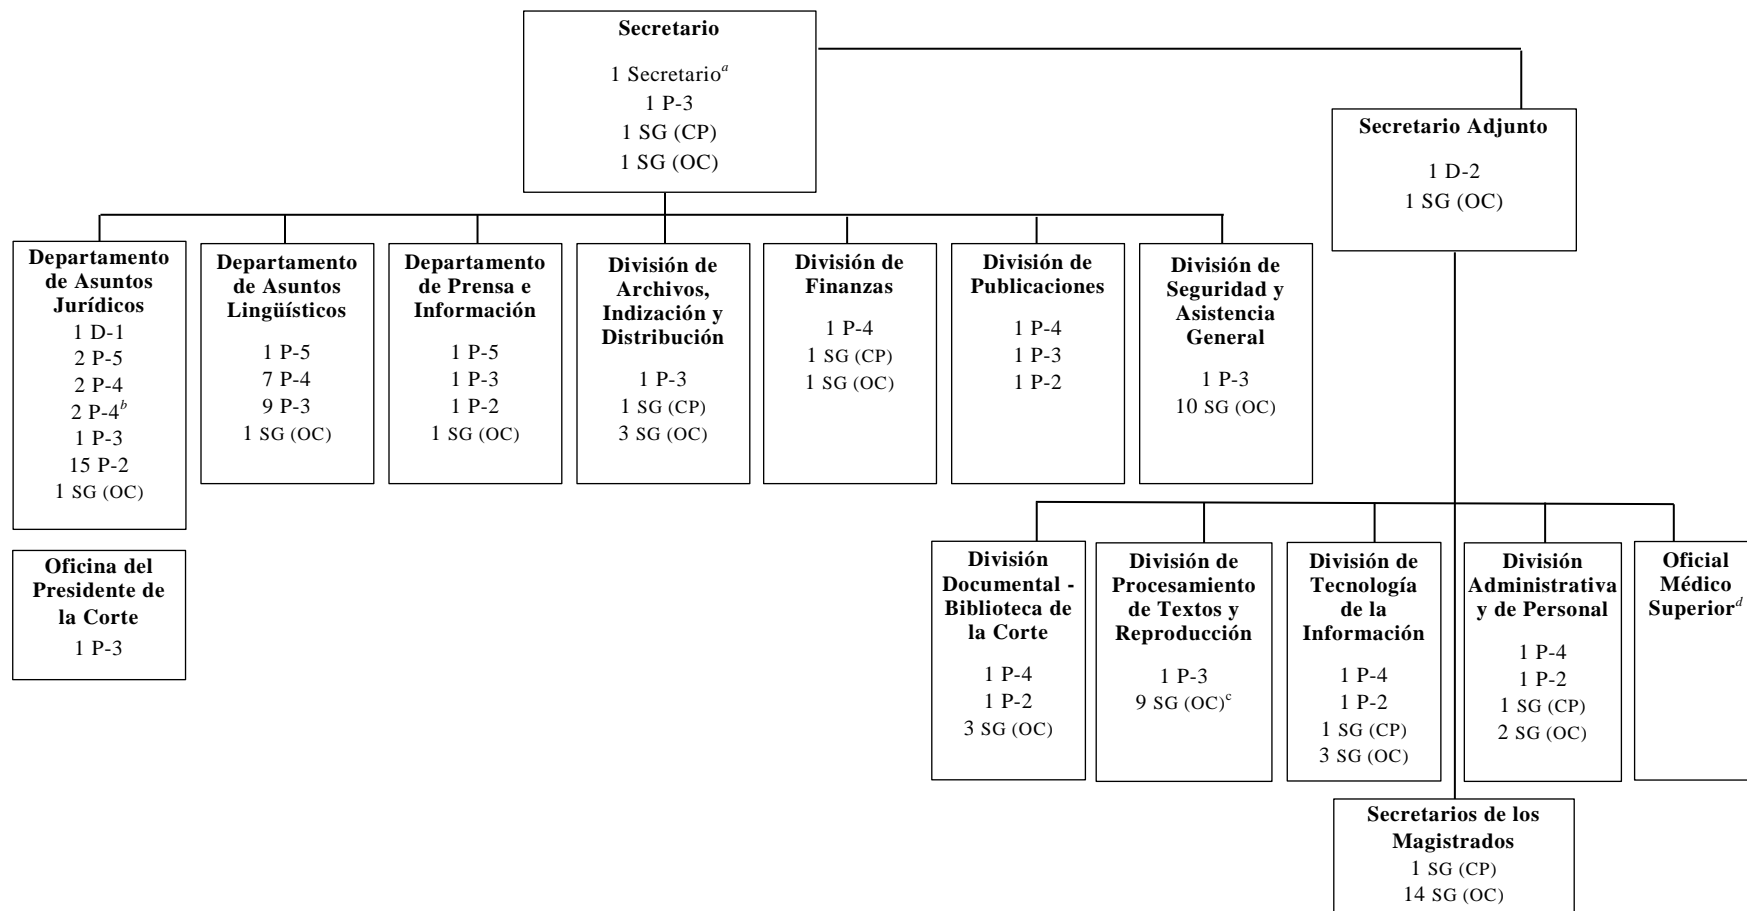 Secretario
1 Secretario^a
1 P-3
1 SG (CP)
1 SG (OC)
Secretario Adjunto
1 D-2
1 SG (OC)
Departamento
de Asuntos
Jurídicos
1 D-1
2 P-5
2 P-4
2 P-4^b
1 P-3
15 P-2
1 SG (OC)
Departamento
de Asuntos
Lingüísticos
1 P-5
7 P-4
9 P-3
1 SG (OC)
Departamento
de Prensa e
Información
1 P-5
1 P-3
1 P-2
1 SG (OC)
División de
Archivos,
Indización y
Distribución
1 P-3
1 SG (CP)
3 SG (OC)
División de
Finanzas
1 P-4
1 SG (CP)
1 SG (OC)
División de
Publicaciones
1 P-4
1 P-3
1 P-2
División de
Seguridad y
Asistencia
General
1 P-3
10 SG (OC)
Oficina del
Presidente de
la Corte
1 P-3
División
Documental -
Biblioteca de
la Corte
1 P-4
1 P-2
3 SG (OC)
División de
Procesamiento
de Textos y
Reproducción
1 P-3
9 SG (OC)^c
División de
Tecnología
de la
Información
1 P-4
1 P-2
1 SG (CP)
3 SG (OC)
División
Administrativa
y de Personal
1 P-4
1 P-2
1 SG (CP)
2 SG (OC)
Oficial
Médico
Superior^d
Secretarios de los
Magistrados
1 SG (CP)
14 SG (OC)